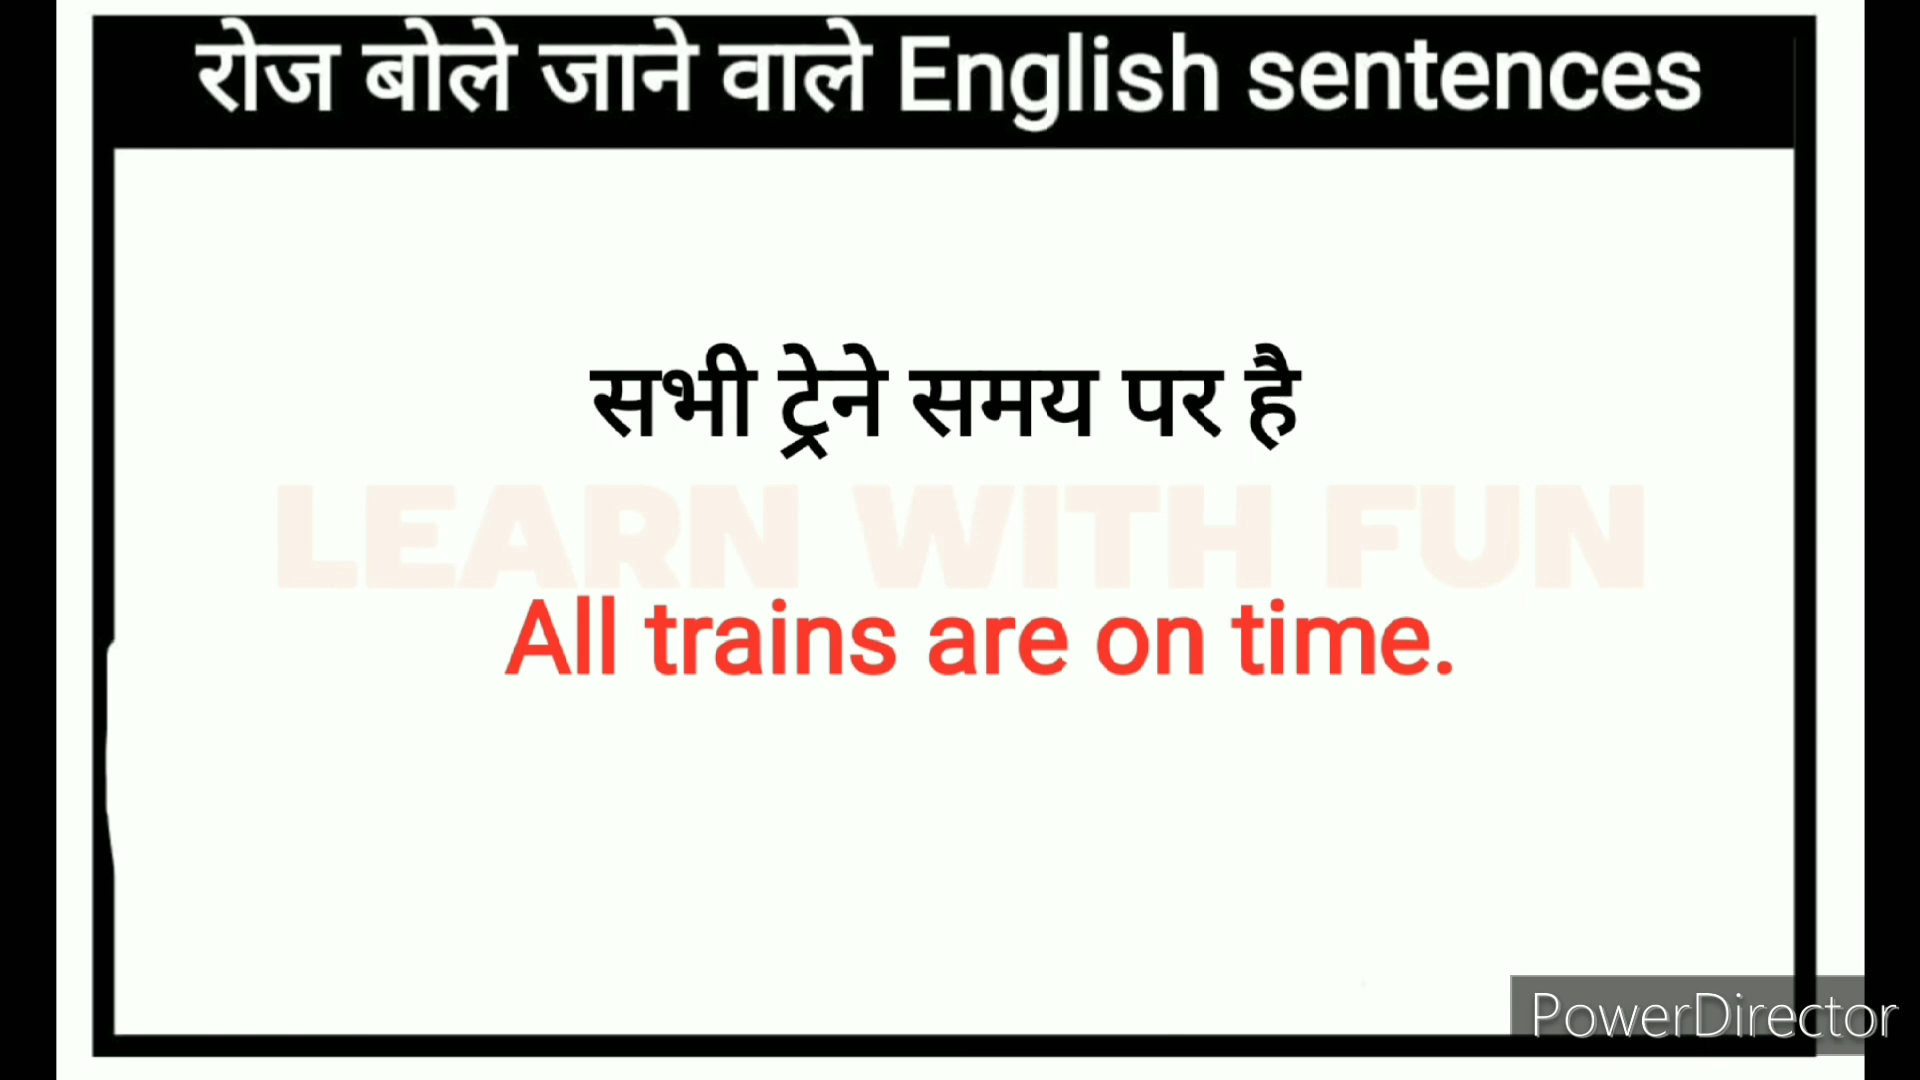 रोज बोले जाने वाले English sentences
सभी ट्रेने समय पर है
LEARN WITH FUN
All trains are on time.
PowerDirector